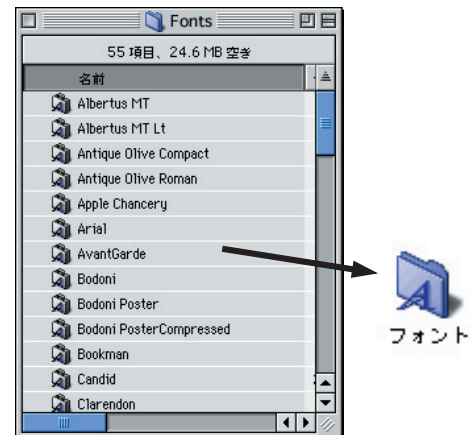 Fonts
55 項目、24.6 MB 空き
名前
Albertus MT
Albertus MT Lt
Antique Olive Compact
Antique Olive Roman
Apple Chancery
Arial
AvantGarde
Bodoni
Bodoni Poster
Bodoni PosterCompressed
Bookman
Candid
Clarendon
フォント